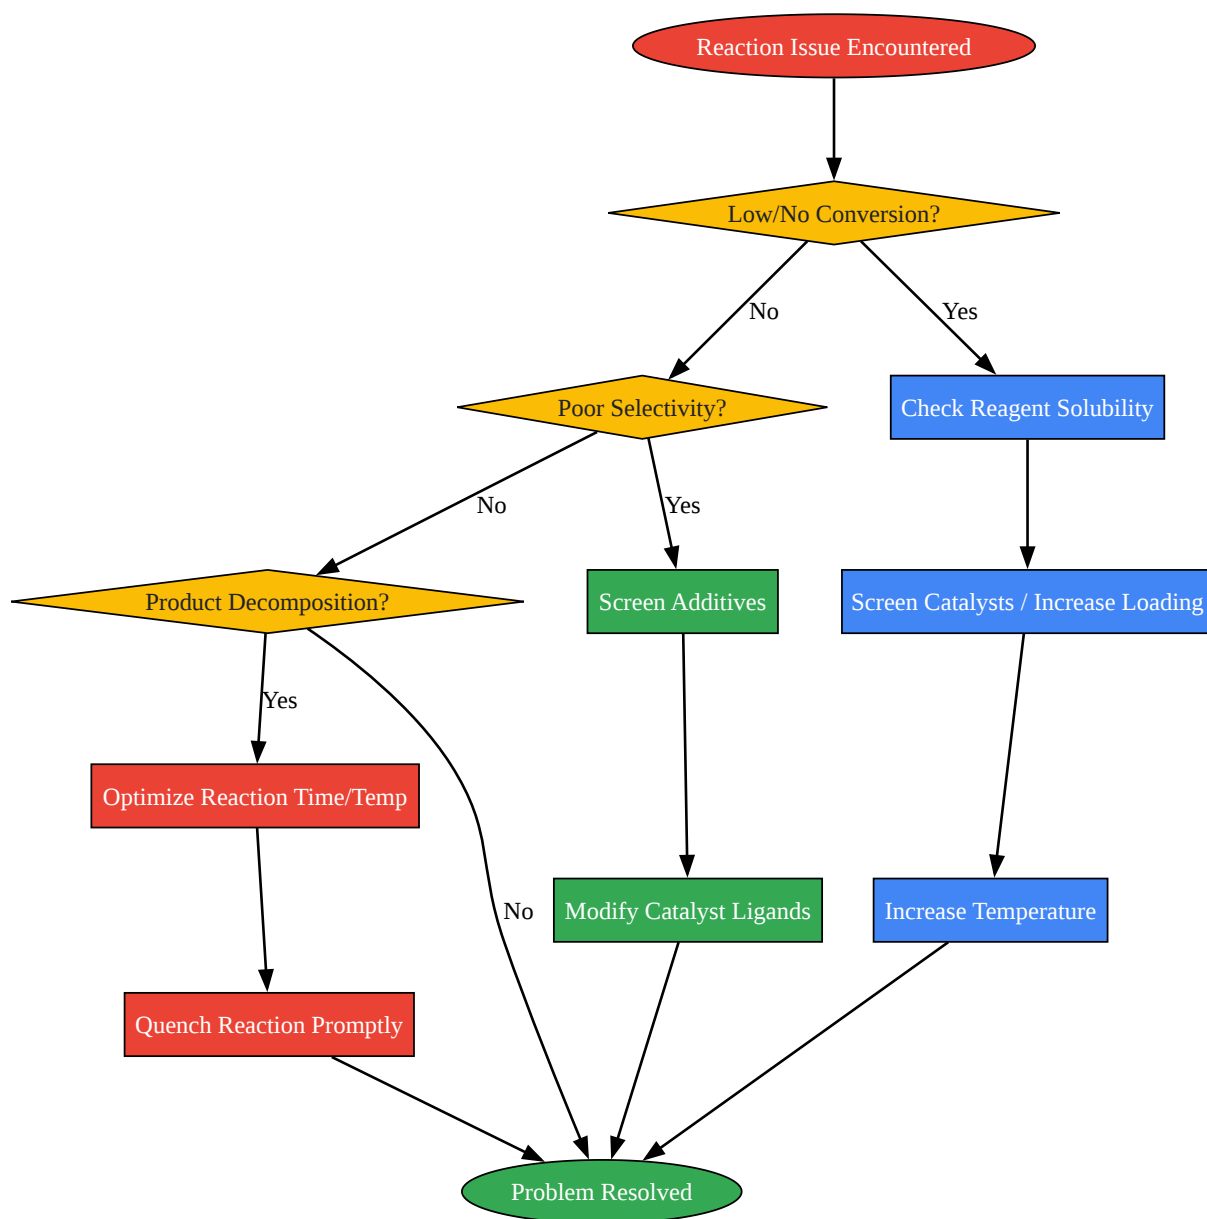 Reaction Issue Encountered
Low/No Conversion?
No
Yes
Poor Selectivity?
Check Reagent Solubility
No
Yes
Product Decomposition?
Screen Additives
Screen Catalysts / Increase Loading
Yes
Optimize Reaction Time/Temp
No
Modify Catalyst Ligands
Increase Temperature
Quench Reaction Promptly
Problem Resolved